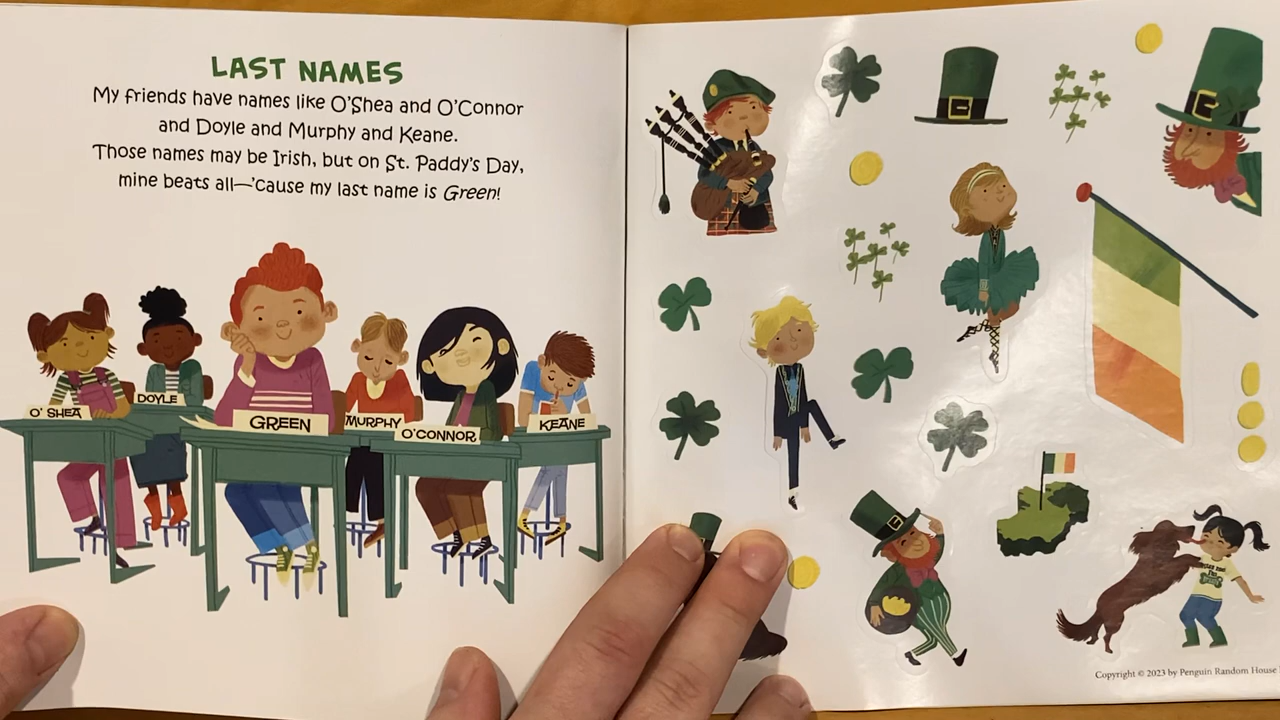 LAST NAMES
My friends have names like O'Shea and O'Connor
and Doyle and Murphy and Keane.
Those names may be Irish, but on St. Paddy's Day,
mine beats all—'cause my last name is Green!
O' SHEA
DOYLE
GREEN
MURPHY
O'CONNOR
KEANE
Copyright © 2023 by Penguin Random House